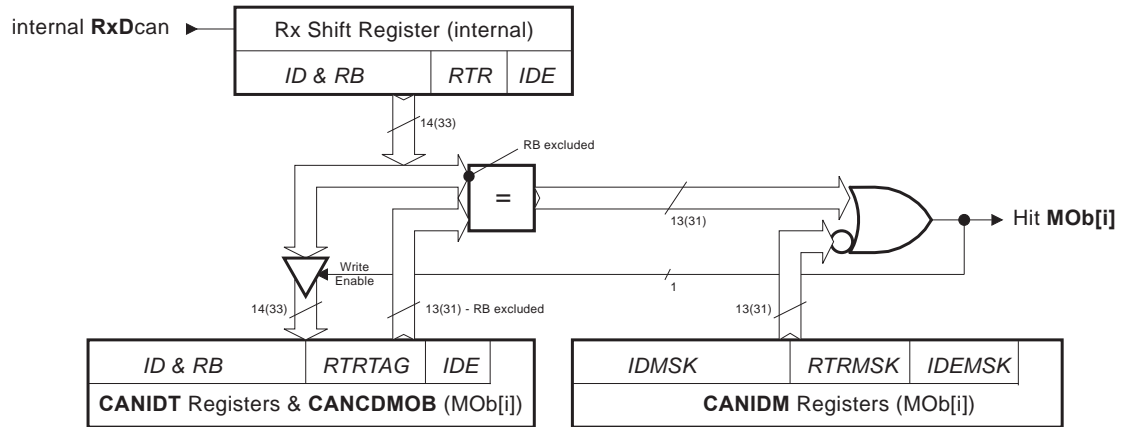 internal RxDcan
Rx Shift Register (internal)
ID & RB RTR IDE
14(33)
RB excluded
=
13(31)
Hit MOb[i]
Write
Enable
1
14(33)
13(31) - RB excluded
13(31)
ID & RB RTRTAG IDE
CANIDT Registers & CANCDMOB (MOb[i])
IDMSK RTRMSK IDEMSK
CANIDM Registers (MOb[i])